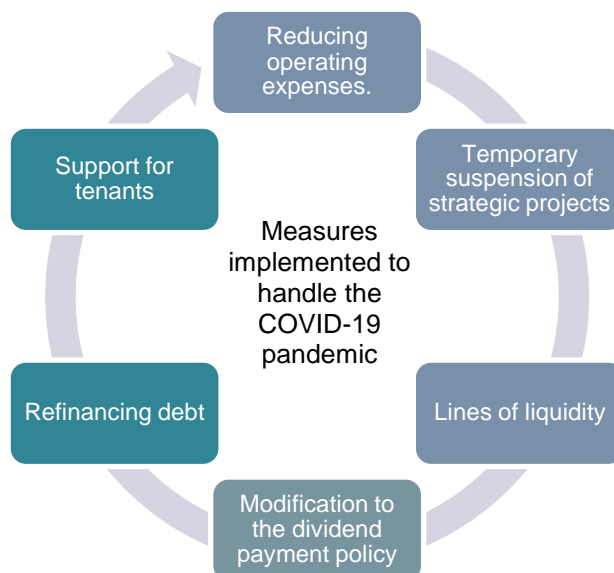 Reducing
operating
expenses.
Temporary
suspension of
strategic projects
Lines of liquidity
Modification to
the dividend
payment policy
Refinancing debt
Support for
tenants
Measures
implemented to
handle the
COVID-19
pandemic